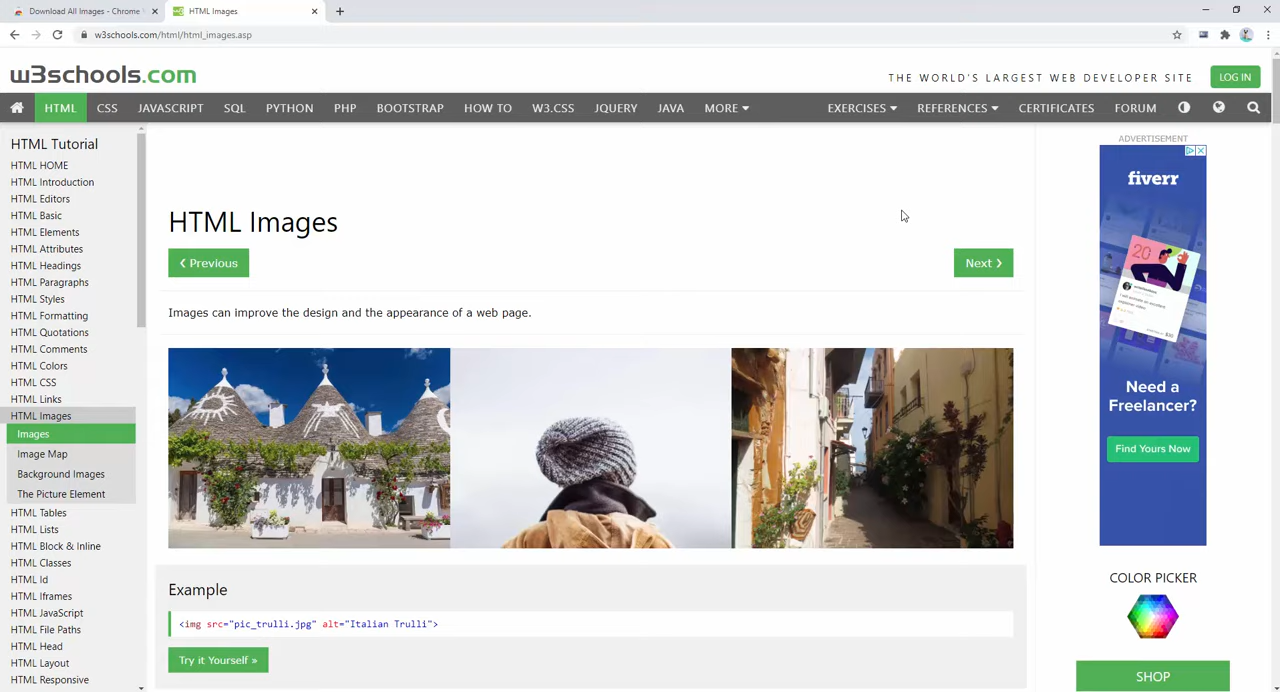 Download All Images - Chrome
HTML Images
w3schools.com/html/html_images.asp
w3schools.com
THE WORLD'S LARGEST WEB DEVELOPER SITE
LOG IN
HTML CSS JAVASCRIPT SQL PYTHON PHP BOOTSTRAP HOW TO W3.CSS JQUERY JAVA MORE EXERCISES REFERENCES CERTIFICATES FORUM
HTML Tutorial
HTML HOME
HTML Introduction
HTML Editors
HTML Basic
HTML Elements
HTML Attributes
HTML Headings
HTML Paragraphs
HTML Styles
HTML Formatting
HTML Quotations
HTML Comments
HTML Colors
HTML CSS
HTML Links
HTML Images
Images
Image Map
Background Images
The Picture Element
HTML Tables
HTML Lists
HTML Block & Inline
HTML Classes
HTML Id
HTML Iframes
HTML JavaScript
HTML File Paths
HTML Head
HTML Layout
HTML Responsive
HTML Images
❮ Previous
Next ❯
Images can improve the design and the appearance of a web page.
Example
<img src="pic_trulli.jpg" alt="Italian Trulli">
Try it Yourself »
ADVERTISEMENT
fiverr
20
Need a
Freelancer?
Find Yours Now
COLOR PICKER
SHOP